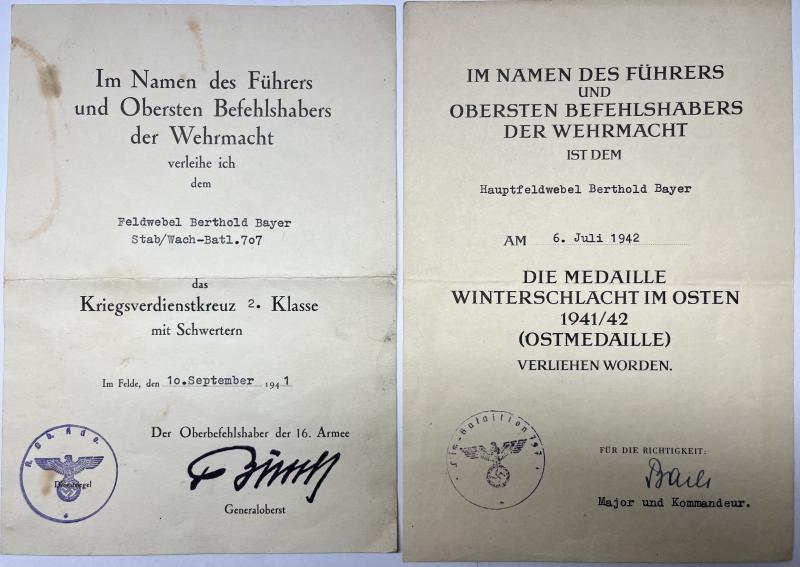 Im Namen des Führers
und Obersten Befehlshabers
der Wehrmacht
verleihe ich
dem
Feldwebel Berthold Bayer
Stab/Wach-Batl.7o7
das
Kriegsverdienstkreuz 2. Klasse
mit Schwertern
Im Felde, den 1o.September 1941
Der Oberbefehlshaber der 16. Armee
Dienstsiegel
Generaloberst
IM NAMEN DES FÜHRERS
UND
OBERSTEN BEFEHLSHABERS
DER WEHRMACHT
IST DEM
Hauptfeldwebel Berthold Bayer
AM 6. Juli 1942
DIE MEDAILLE
WINTERSCHLACHT IM OSTEN
1941/42
(OSTMEDAILLE)
VERLIEHEN WORDEN.
FÜR DIE RICHTIGKEIT:
Major und Kommandeur.